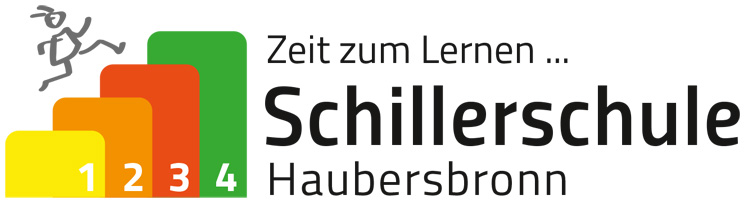 Zeit zum Lernen ...
Schillerschule
Haubersbronn
1 2 3 4